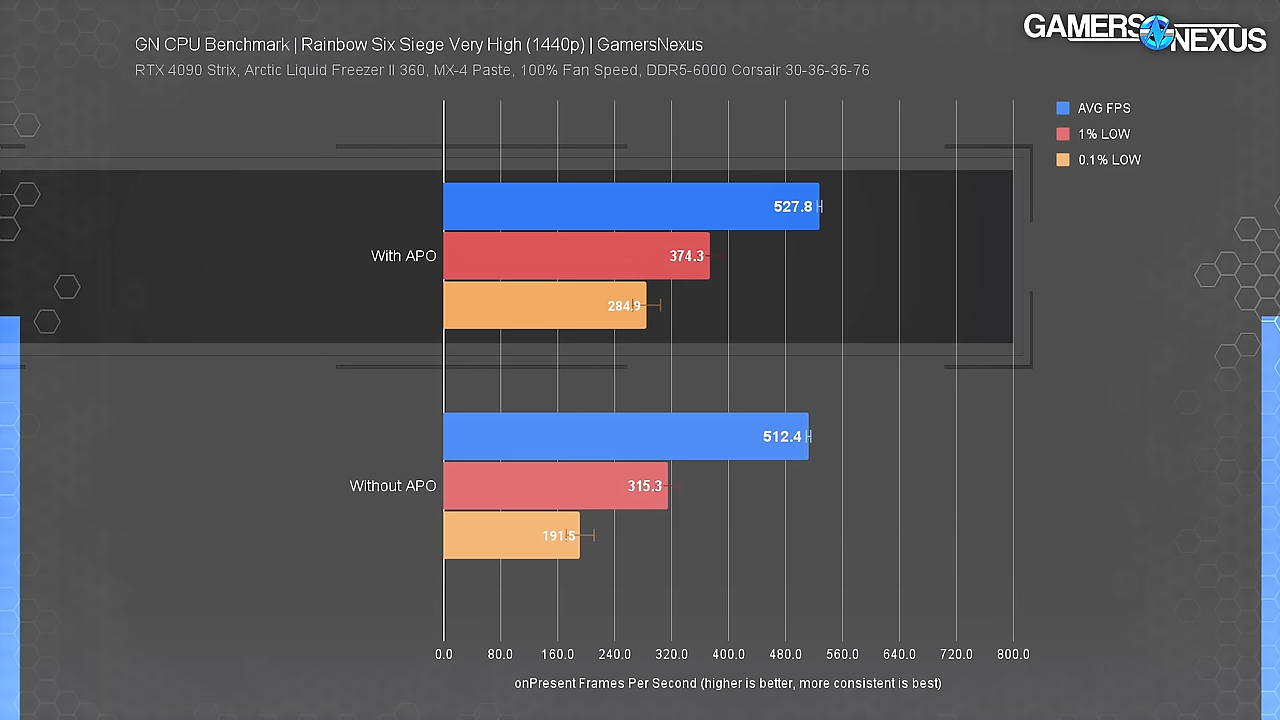 GAMERS NEXUS
GN CPU Benchmark | Rainbow Six Siege Very High (1440p) | GamersNexus
RTX 4090 Strix, Arctic Liquid Freezer II 360, MX-4 Paste, 100% Fan Speed, DDR5-6000 Corsair 30-36-36-76
AVG FPS
1% LOW
0.1% LOW
With APO
527.8
374.3
284.9
Without APO
512.4
315.3
191.5
0.0 80.0 160.0 240.0 320.0 400.0 480.0 560.0 640.0 720.0 800.0
onPresent Frames Per Second (higher is better, more consistent is best)